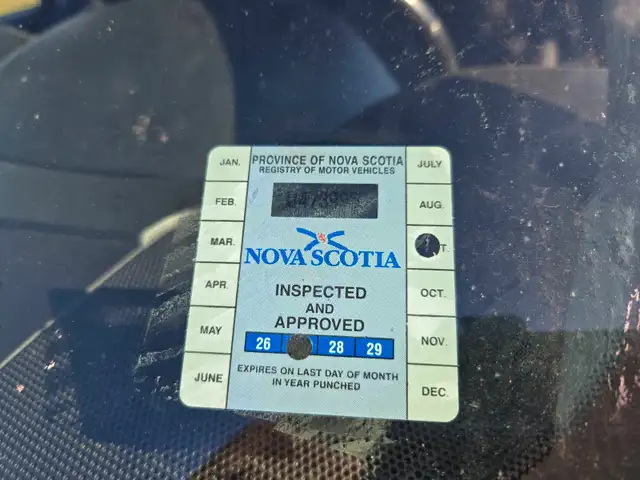 JAN.
FEB.
MAR.
APR.
MAY
JUNE
PROVINCE OF NOVA SCOTIA
REGISTRY OF MOTOR VEHICLES
NOVA SCOTIA
INSPECTED
AND
APPROVED
26 28 29
EXPIRES ON LAST DAY OF MONTH
IN YEAR PUNCHED
JULY
AUG.
T.
OCT.
NOV.
DEC.